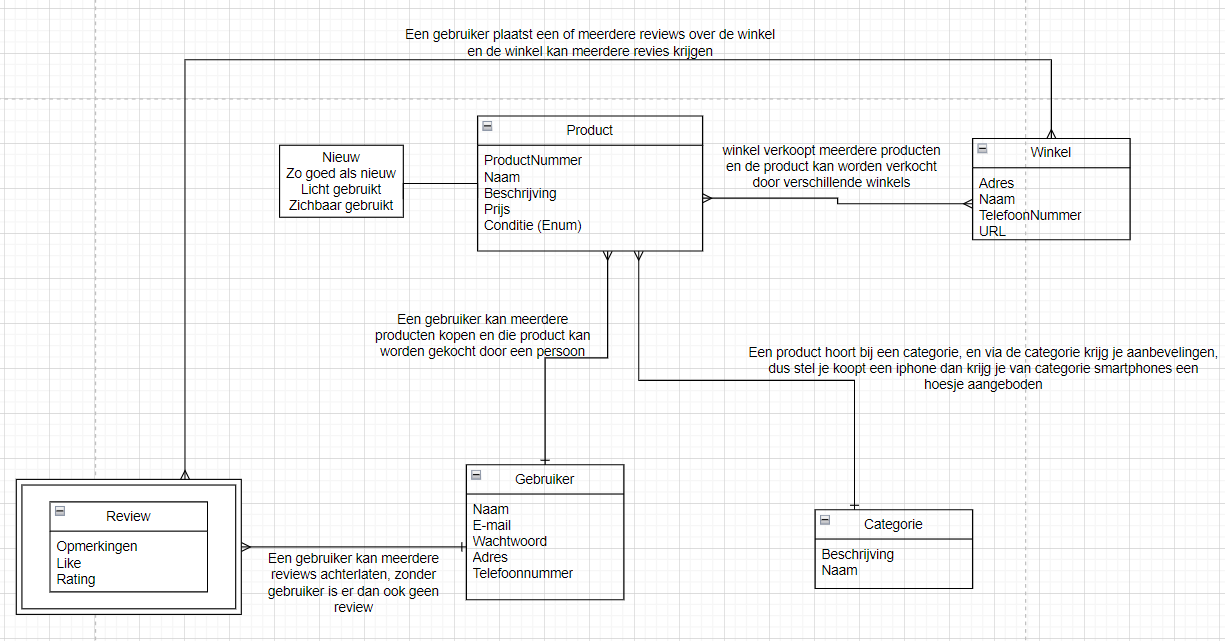 Een gebruiker plaatst een of meerdere reviews over de winkel
en de winkel kan meerdere revies krijgen
Product
ProductNummer
Naam
Beschrijving
Prijs
Conditie (Enum)
Nieuw
Zo goed als nieuw
Licht gebruikt
Zichbaar gebruikt
winkel verkoopt meerdere producten
en de product kan worden verkocht
door verschillende winkels
Winkel
Adres
Naam
TelefoonNummer
URL
Een gebruiker kan meerdere
producten kopen en die product kan
worden gekocht door een persoon
Een product hoort bij een categorie, en via de categorie krijg je aanbevelingen,
dus stel je koopt een iphone dan krijg je van categorie smartphones een
hoesje aangeboden
Review
Opmerkingen
Like
Rating
Een gebruiker kan meerdere
reviews achterlaten, zonder
gebruiker is er dan ook geen
review
Gebruiker
Naam
E-mail
Wachtwoord
Adres
Telefoonnummer
Categorie
Beschrijving
Naam